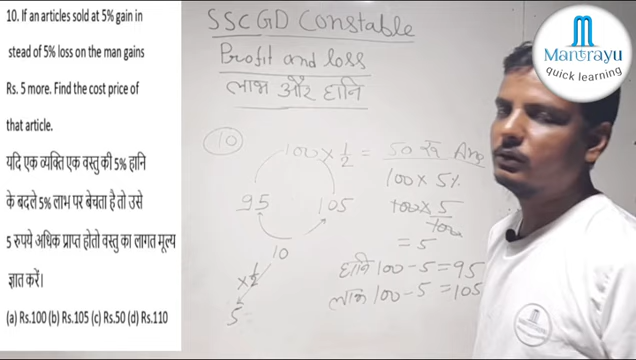 10. If an articles sold at 5% gain in
stead of 5% loss on the man gains
Rs. 5 more. Find the cost price of
that article.
यदि एक व्यक्ति एक वस्तु की 5% हानि
के बदले 5% लाभ पर बेचता है तो उसे
5 रुपये अधिक प्राप्त होतो वस्तु का लागत मूल्य
ज्ञात करें।
(a) Rs.100 (b) Rs.105 (c) Rs.50 (d) Rs.110
SSC GD Constable
Profit and loss
लाभ और हानि
10
100 × 1/2 = 50 रु Ans
95 105
10
× 1/2
5
100 × 5%
100 × 5/100
= 5
हानि 100 - 5 = 95
लाभ 100 - 5 = 105
Mantrayu
quick learning